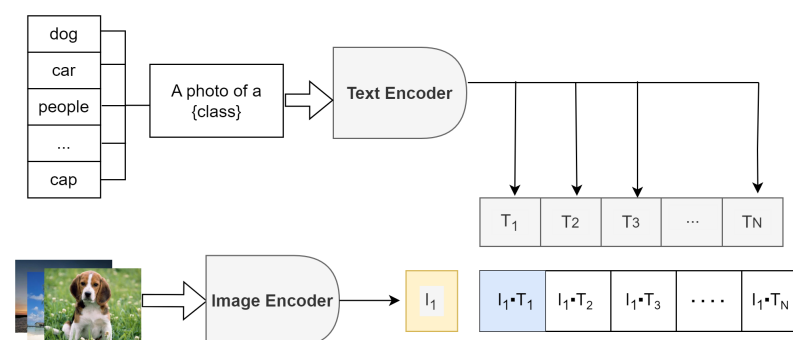 dog
car
people
...
cap
A photo of a
{class}
Text Encoder
T₁
T2
T3
...
TN
Image Encoder
I₁
I₁▪T₁
I₁▪T₂
I₁▪T₃
....
I₁▪TN